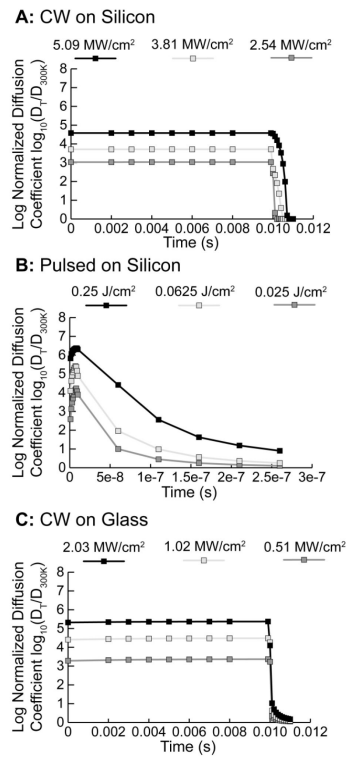 A: CW on Silicon
5.09 MW/cm² 3.81 MW/cm² 2.54 MW/cm²
Log Normalized Diffusion
Coefficient log₁₀(D_T/D_300K)
8
7
6
5
4
3
2
1
0
0 0.002 0.004 0.006 0.008 0.010 0.012
Time (s)
B: Pulsed on Silicon
0.25 J/cm² 0.0625 J/cm² 0.025 J/cm²
Log Normalized Diffusion
Coefficient log₁₀(D_T/D_300K)
8
7
6
5
4
3
2
1
0
0 5e-8 1e-7 1.5e-7 2e-7 2.5e-7 3e-7
Time (s)
C: CW on Glass
2.03 MW/cm² 1.02 MW/cm² 0.51 MW/cm²
Log Normalized Diffusion
Coefficient log₁₀(D_T/D_300K)
8
7
6
5
4
3
2
1
0
0 0.002 0.004 0.006 0.008 0.010 0.012
Time (s)